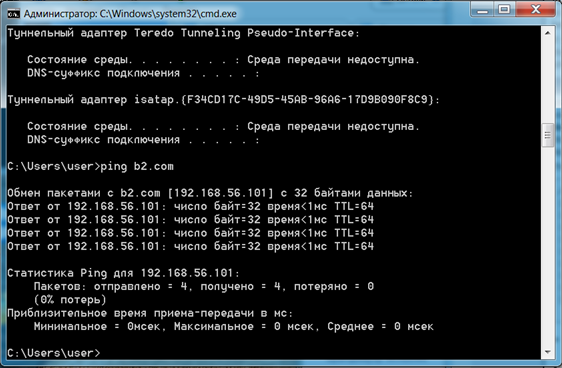 Администратор: C:\Windows\system32\cmd.exe
Туннельный адаптер Teredo Tunneling Pseudo-Interface:
Состояние среды. . . . . . . . : Среда передачи недоступна.
DNS-суффикс подключения . . . . . :
Туннельный адаптер isatap.{F34CD17C-49D5-45AB-96A6-17D9B090F8C9}:
Состояние среды. . . . . . . . : Среда передачи недоступна.
DNS-суффикс подключения . . . . . :
C:\Users\user>ping b2.com
Обмен пакетами с b2.com [192.168.56.101] с 32 байтами данных:
Ответ от 192.168.56.101: число байт=32 время<1мс TTL=64
Ответ от 192.168.56.101: число байт=32 время<1мс TTL=64
Ответ от 192.168.56.101: число байт=32 время<1мс TTL=64
Ответ от 192.168.56.101: число байт=32 время<1мс TTL=64
Статистика Ping для 192.168.56.101:
Пакетов: отправлено = 4, получено = 4, потеряно = 0
(0% потерь)
Приблизительное время приема-передачи в мс:
Минимальное = 0мсек, Максимальное = 0 мсек, Среднее = 0 мсек
C:\Users\user>